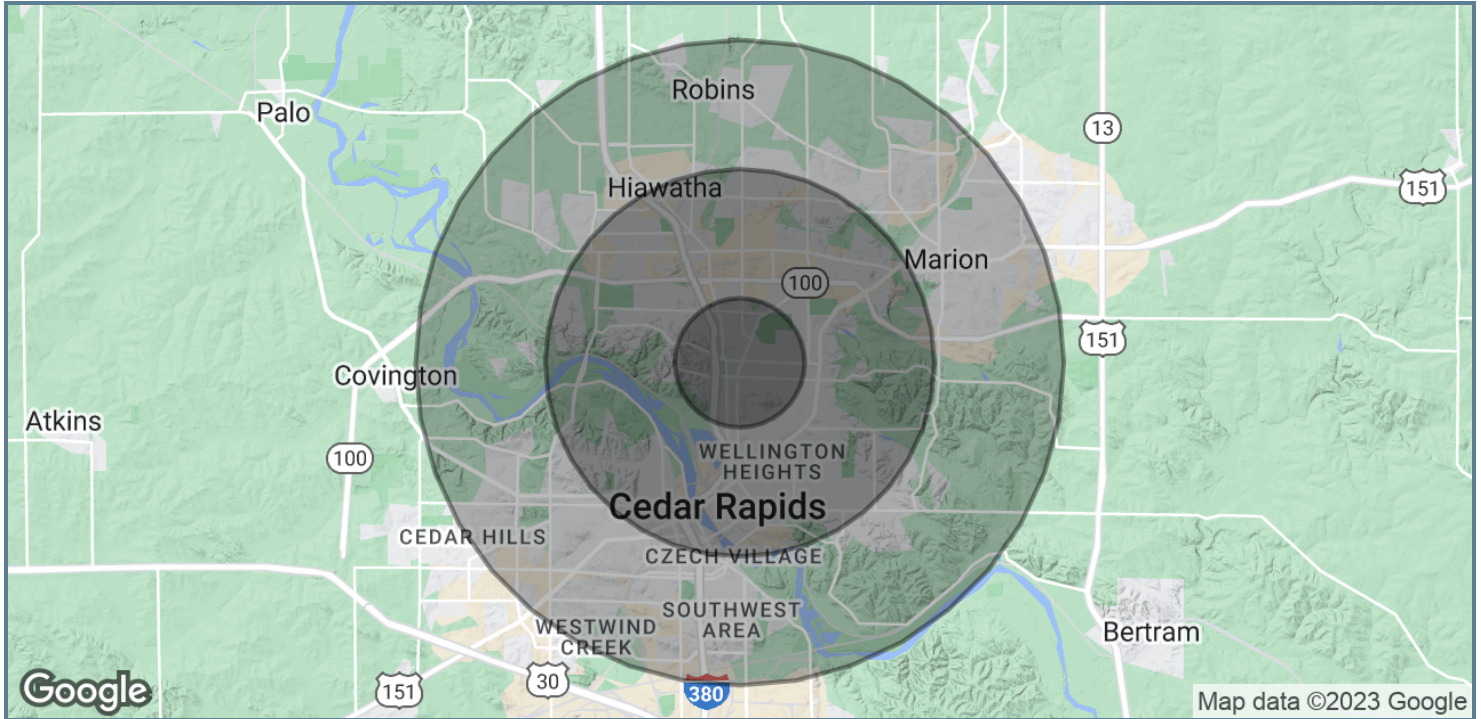 Robins
Palo
13
Hiawatha
151
Marion
100
151
Covington
Atkins
100
WELLINGTON
HEIGHTS
Cedar Rapids
CEDAR HILLS
CZECH VILLAGE
SOUTHWEST
AREA
WESTWIND
CREEK
Bertram
30
151
380
Google
Map data ©2023 Google